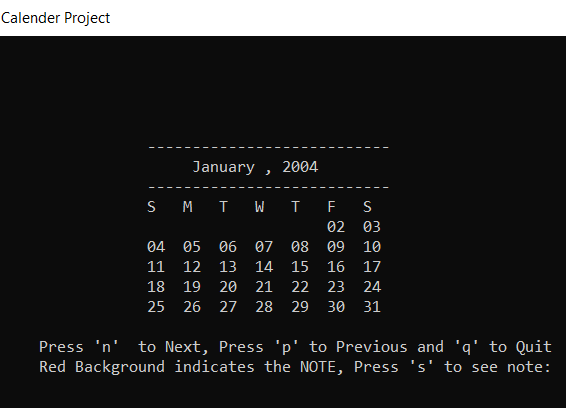 Calender Project
---------------------------
January , 2004
---------------------------
S M T W T F S
02 03
04 05 06 07 08 09 10
11 12 13 14 15 16 17
18 19 20 21 22 23 24
25 26 27 28 29 30 31
Press 'n'  to Next, Press 'p' to Previous and 'q' to Quit
Red Background indicates the NOTE, Press 's' to see note: